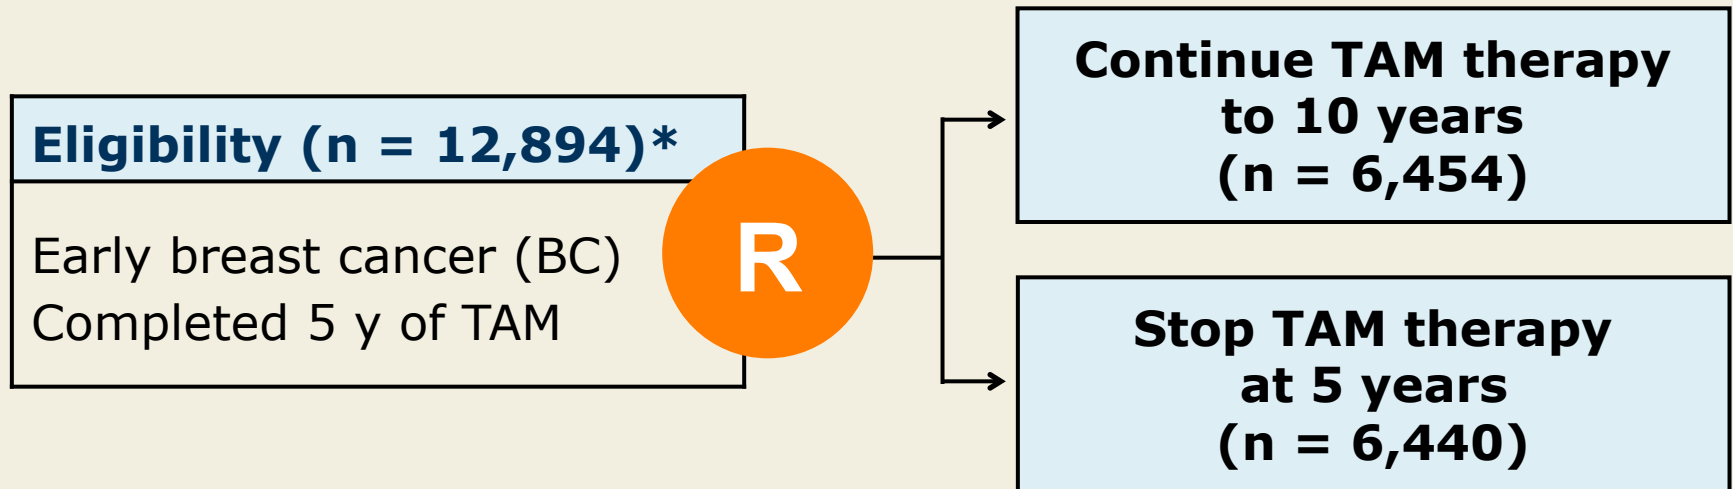 Eligibility (n = 12,894)*
Early breast cancer (BC)
Completed 5 y of TAM
R
Continue TAM therapy
to 10 years
(n = 6,454)
Stop TAM therapy
at 5 years
(n = 6,440)